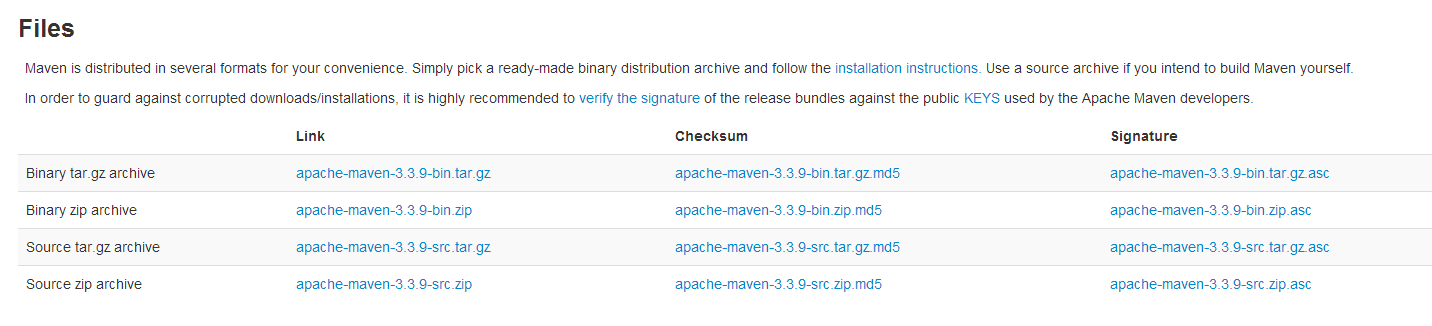 Files
Maven is distributed in several formats for your convenience. Simply pick a ready-made binary distribution archive and follow the installation instructions. Use a source archive if you intend to build Maven yourself.
In order to guard against corrupted downloads/installations, it is highly recommended to verify the signature of the release bundles against the public KEYS used by the Apache Maven developers.
Link Checksum Signature
Binary tar.gz archive apache-maven-3.3.9-bin.tar.gz apache-maven-3.3.9-bin.tar.gz.md5 apache-maven-3.3.9-bin.tar.gz.asc
Binary zip archive apache-maven-3.3.9-bin.zip apache-maven-3.3.9-bin.zip.md5 apache-maven-3.3.9-bin.zip.asc
Source tar.gz archive apache-maven-3.3.9-src.tar.gz apache-maven-3.3.9-src.tar.gz.md5 apache-maven-3.3.9-src.tar.gz.asc
Source zip archive apache-maven-3.3.9-src.zip apache-maven-3.3.9-src.zip.md5 apache-maven-3.3.9-src.zip.asc